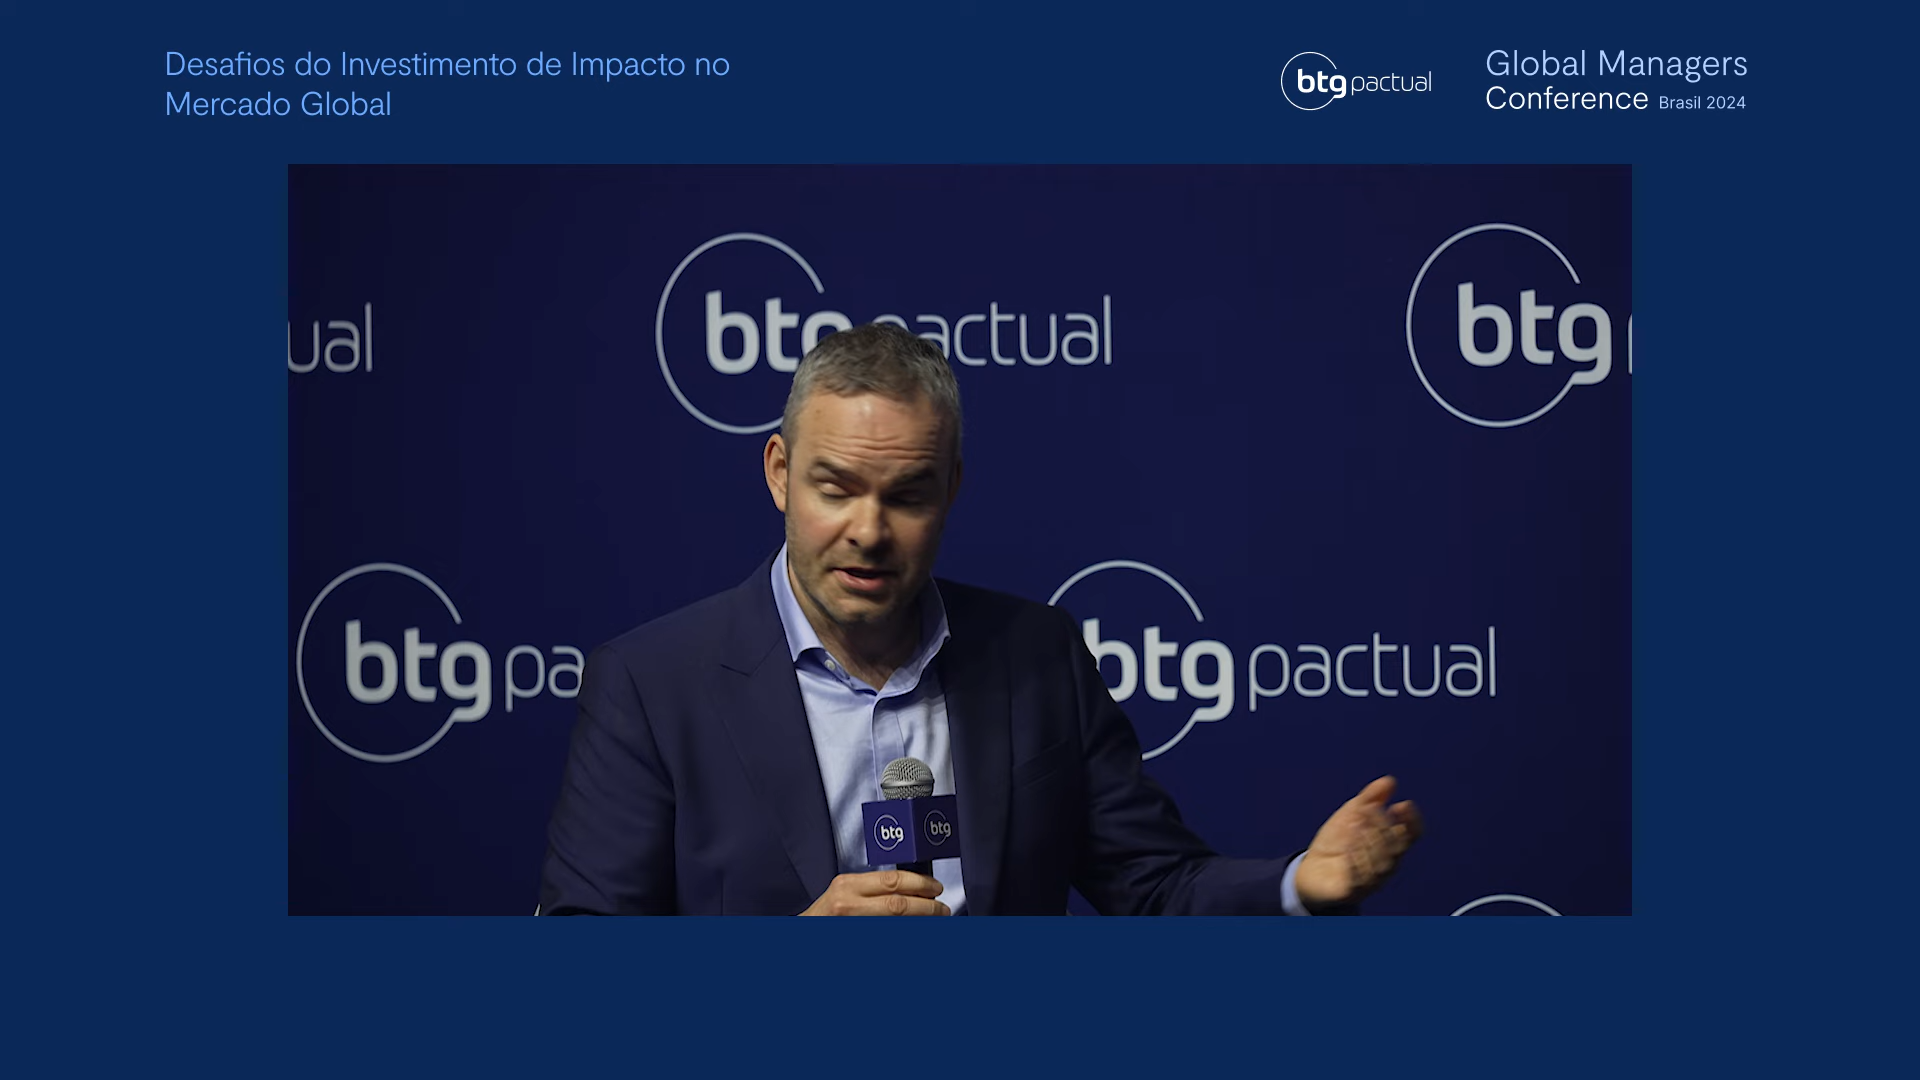 Desafios do Investimento de Impacto no
Mercado Global
btg pactual
Global Managers
Conference Brasil 2024
ual
btg pactual
btg
btg pa
btg pactual
btg btg